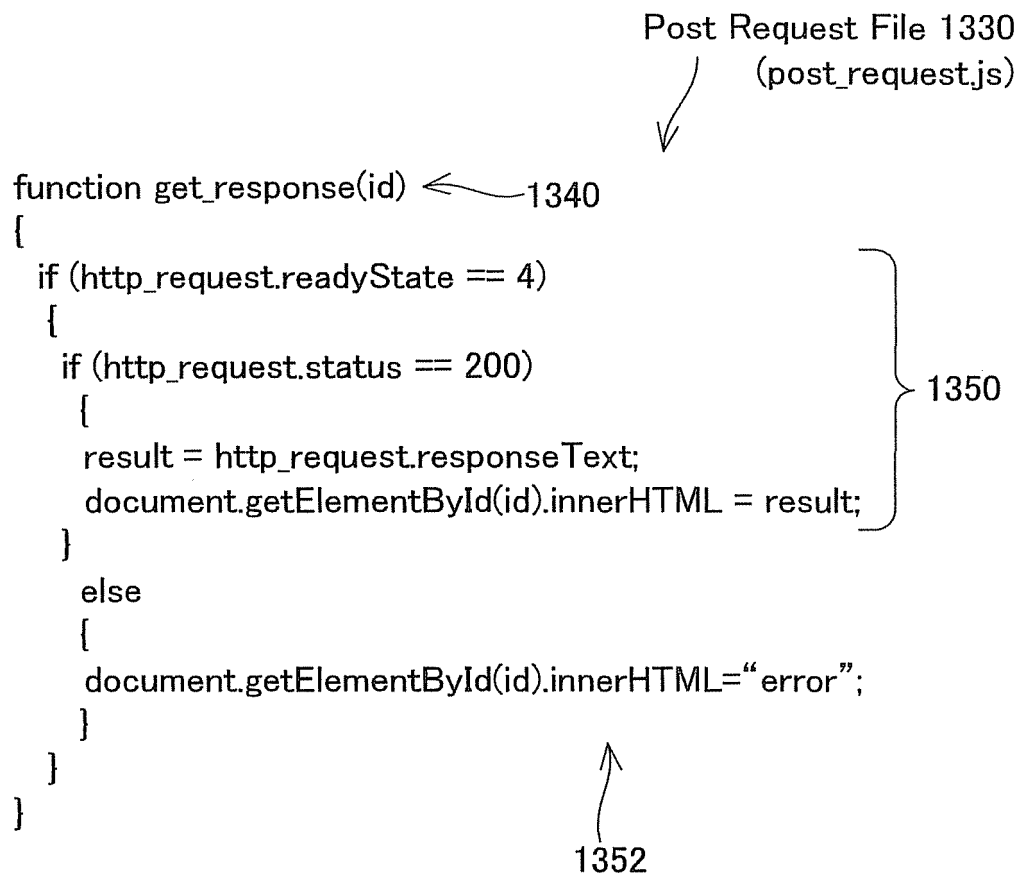 Post Request File 1330
(post_request.js)
function get_response(id) 1340
{
if (http_request.readyState == 4)
{
if (http_request.status == 200)
{
1350
result = http_request.responseText;
document.getElementById(id).innerHTML = result;
}
else
{
document.getElementById(id).innerHTML=“error”;
}
}
}
1352